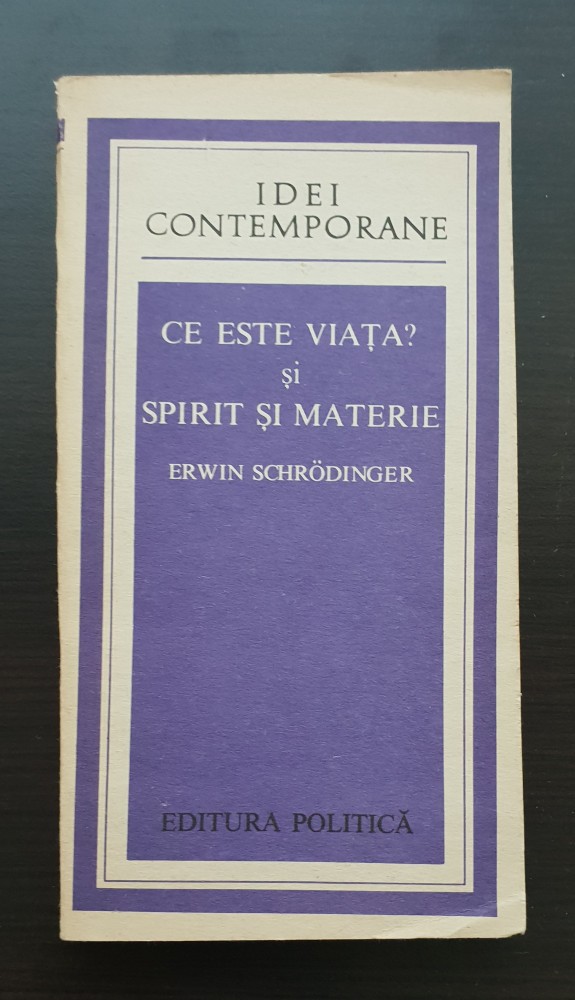 IDEI
CONTEMPORANE
CE ESTE VIAȚA?
și
SPIRIT ȘI MATERIE
ERWIN SCHRÖDINGER
EDITURA POLITICĂ